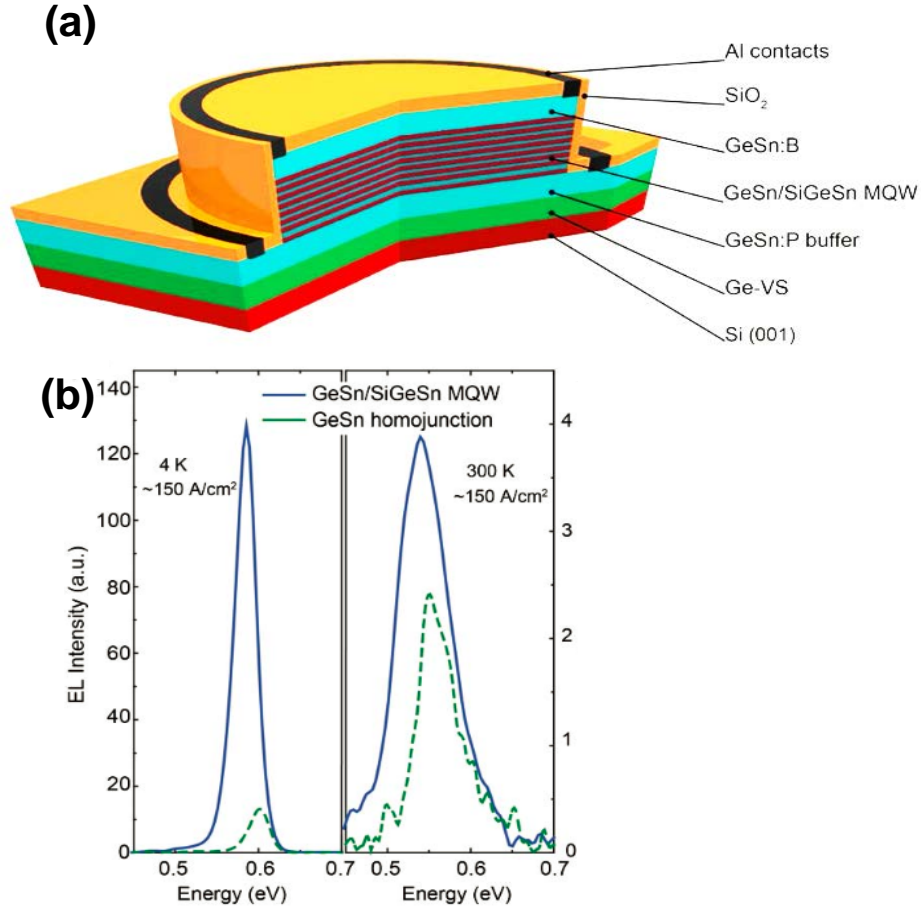 (a)
Al contacts
SiO₂
GeSn:B
GeSn/SiGeSn MQW
GeSn:P buffer
Ge-VS
Si (001)
(b)
GeSn/SiGeSn MQW
GeSn homojunction
4 K
~150 A/cm²
300 K
~150 A/cm²
EL Intensity (a.u.)
140
120
100
80
60
40
20
0
4
3
2
1
0
0.5
0.6
0.7
0.5
0.6
0.7
Energy (eV)
Energy (eV)